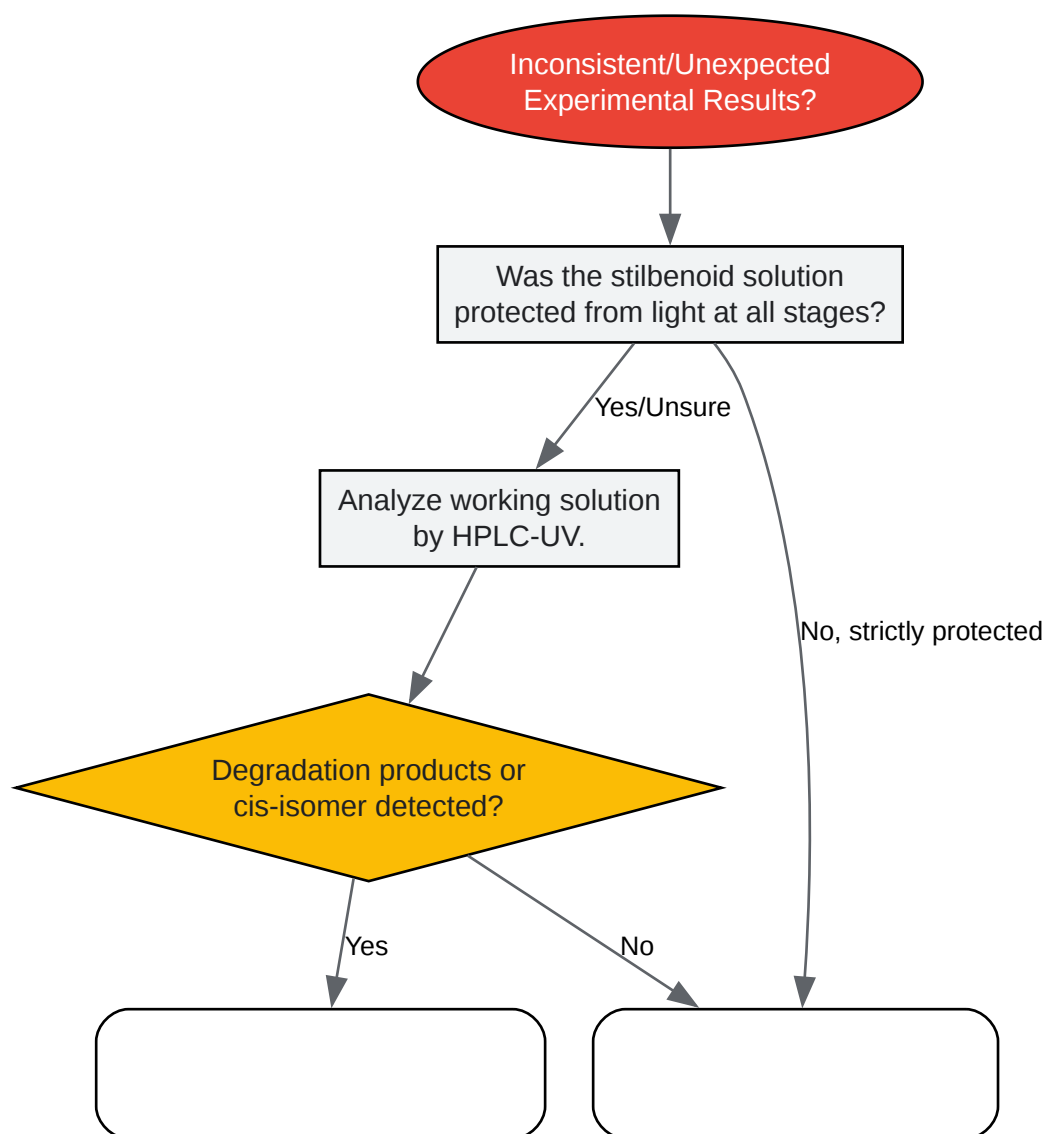 Inconsistent/Unexpected
Experimental Results?
Was the stilbenoid solution
protected from light at all stages?
Yes/Unsure
Analyze working solution
by HPLC-UV.
No, strictly protected
Degradation products or
cis-isomer detected?
Yes
No